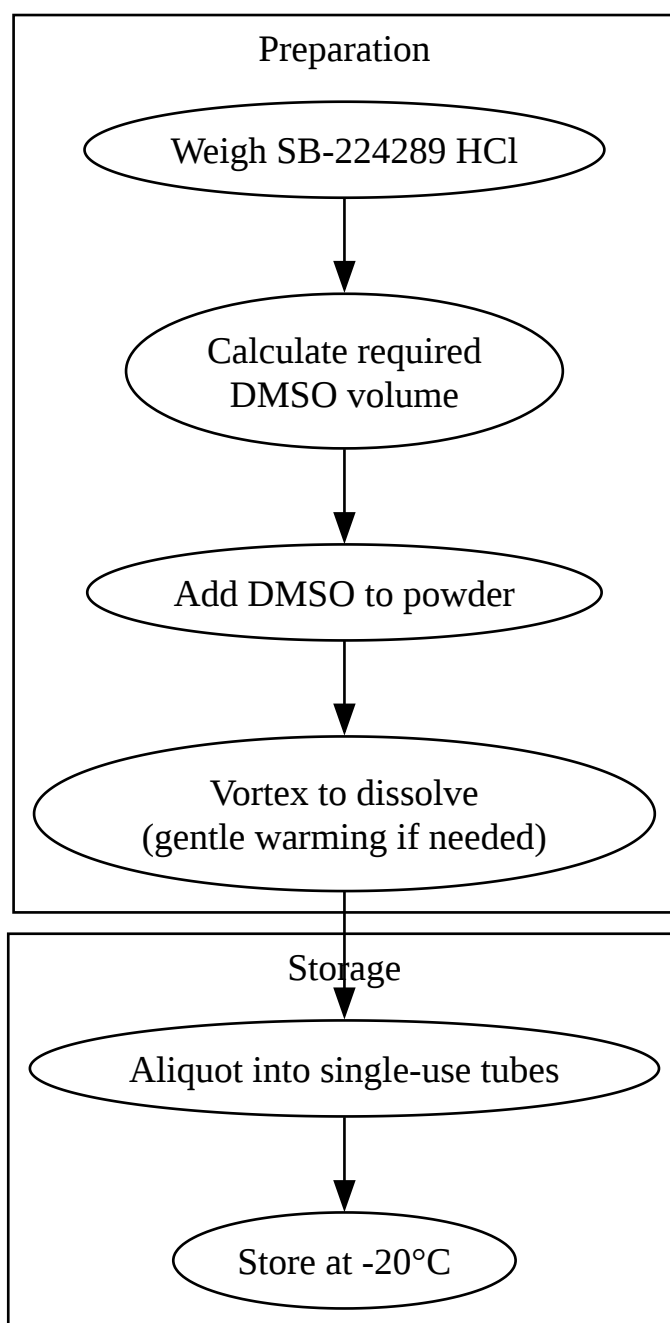 Preparation
Weigh SB-224289 HCl
Calculate required
DMSO volume
Add DMSO to powder
Vortex to dissolve
(gentle warming if needed)
Storage
Aliquot into single-use tubes
Store at -20°C